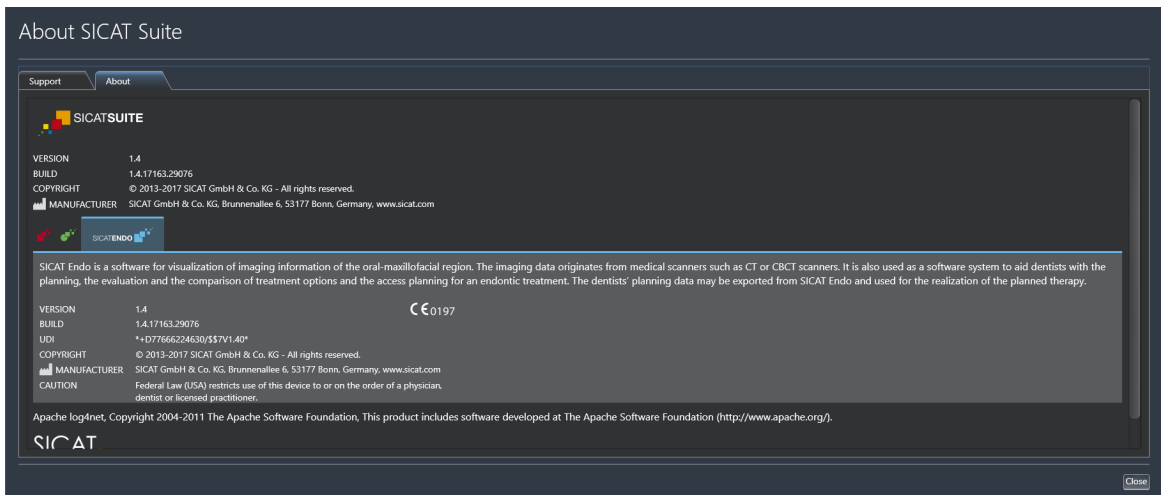 About SICAT Suite
Support
About
SICATSUITE
VERSION 1.4
BUILD 1.4.17163.29076
COPYRIGHT © 2013-2017 SICAT GmbH & Co. KG - All rights reserved.
MANUFACTURER SICAT GmbH & Co. KG, Brunnenallee 6, 53177 Bonn, Germany, www.sicat.com
SICATENDO
SICAT Endo is a software for visualization of imaging information of the oral-maxillofacial region. The imaging data originates from medical scanners such as CT or CBCT scanners. It is also used as a software system to aid dentists with the
planning, the evaluation and the comparison of treatment options and the access planning for an endontic treatment. The dentists' planning data may be exported from SICAT Endo and used for the realization of the planned therapy.
VERSION 1.4 CE0197
BUILD 1.4.17163.29076
UDI *+D77666224630/$$7V1.40*
COPYRIGHT © 2013-2017 SICAT GmbH & Co. KG - All rights reserved.
MANUFACTURER SICAT GmbH & Co. KG, Brunnenallee 6, 53177 Bonn, Germany, www.sicat.com
CAUTION Federal Law (USA) restricts use of this device to or on the order of a physician,
dentist or licensed practitioner.
Apache log4net, Copyright 2004-2011 The Apache Software Foundation, This product includes software developed at The Apache Software Foundation (http://www.apache.org/).
SICAT
Close